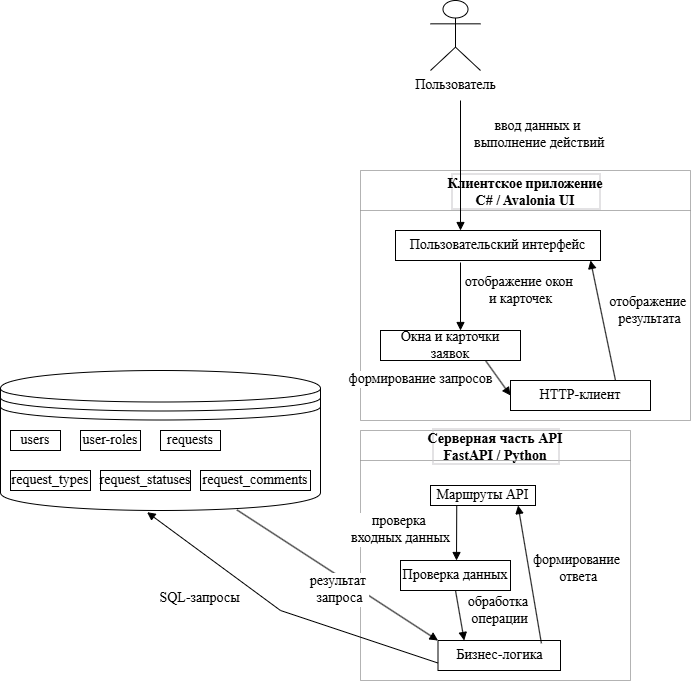 Пользователь
ввод данных и
выполнение действий
Клиентское приложение
C# / Avalonia UI
Пользовательский интерфейс
отображение окон
и карточек
отображение
результата
Окна и карточки
заявок
формирование запросов
HTTP-клиент
users
user-roles
requests
request_types
request_statuses
request_comments
Серверная часть API
FastAPI / Python
Маршруты API
проверка
входных данных
формирование
ответа
Проверка данных
результат
запроса
SQL-запросы
обработка
операции
Бизнес-логика